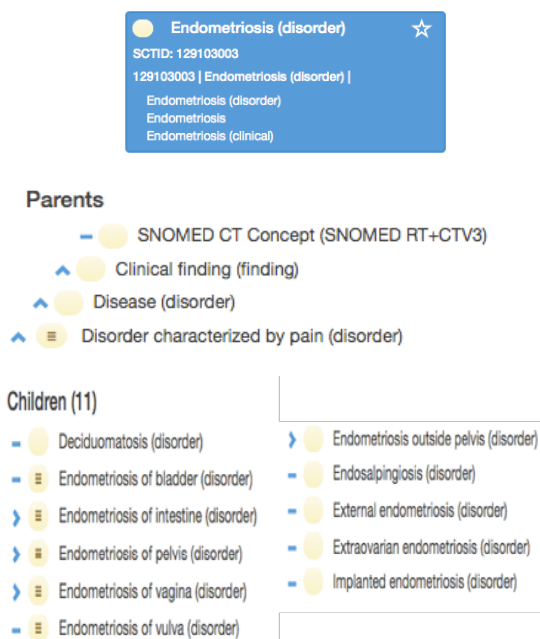 Endometriosis (disorder)
SCTID: 129103003
129103003 | Endometriosis (disorder) |
Endometriosis (disorder)
Endometriosis
Endometriosis (clinical)
Parents
SNOMED CT Concept (SNOMED RT+CTV3)
Clinical finding (finding)
Disease (disorder)
Disorder characterized by pain (disorder)
Children (11)
Deciduomatosis (disorder)
Endometriosis of bladder (disorder)
Endometriosis of intestine (disorder)
Endometriosis of pelvis (disorder)
Endometriosis of vagina (disorder)
Endometriosis of vulva (disorder)
Endometriosis outside pelvis (disorder)
Endosalpingiosis (disorder)
External endometriosis (disorder)
Extraovarian endometriosis (disorder)
Implanted endometriosis (disorder)